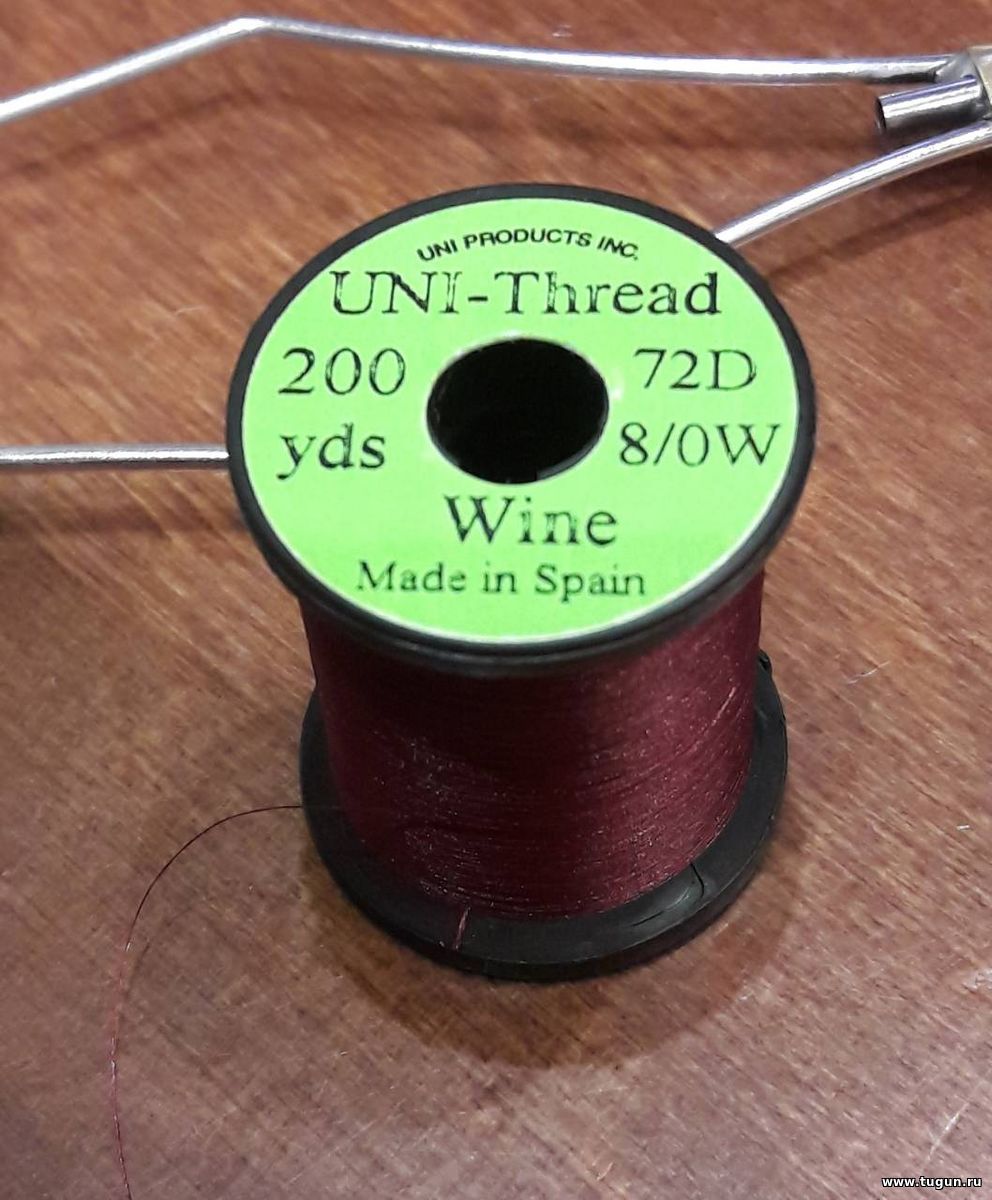 UNI PRODUCTS INC.
UNI-Thread
200 72D
yds 8/0W
Wine
Made in Spain
www.tugun.ru